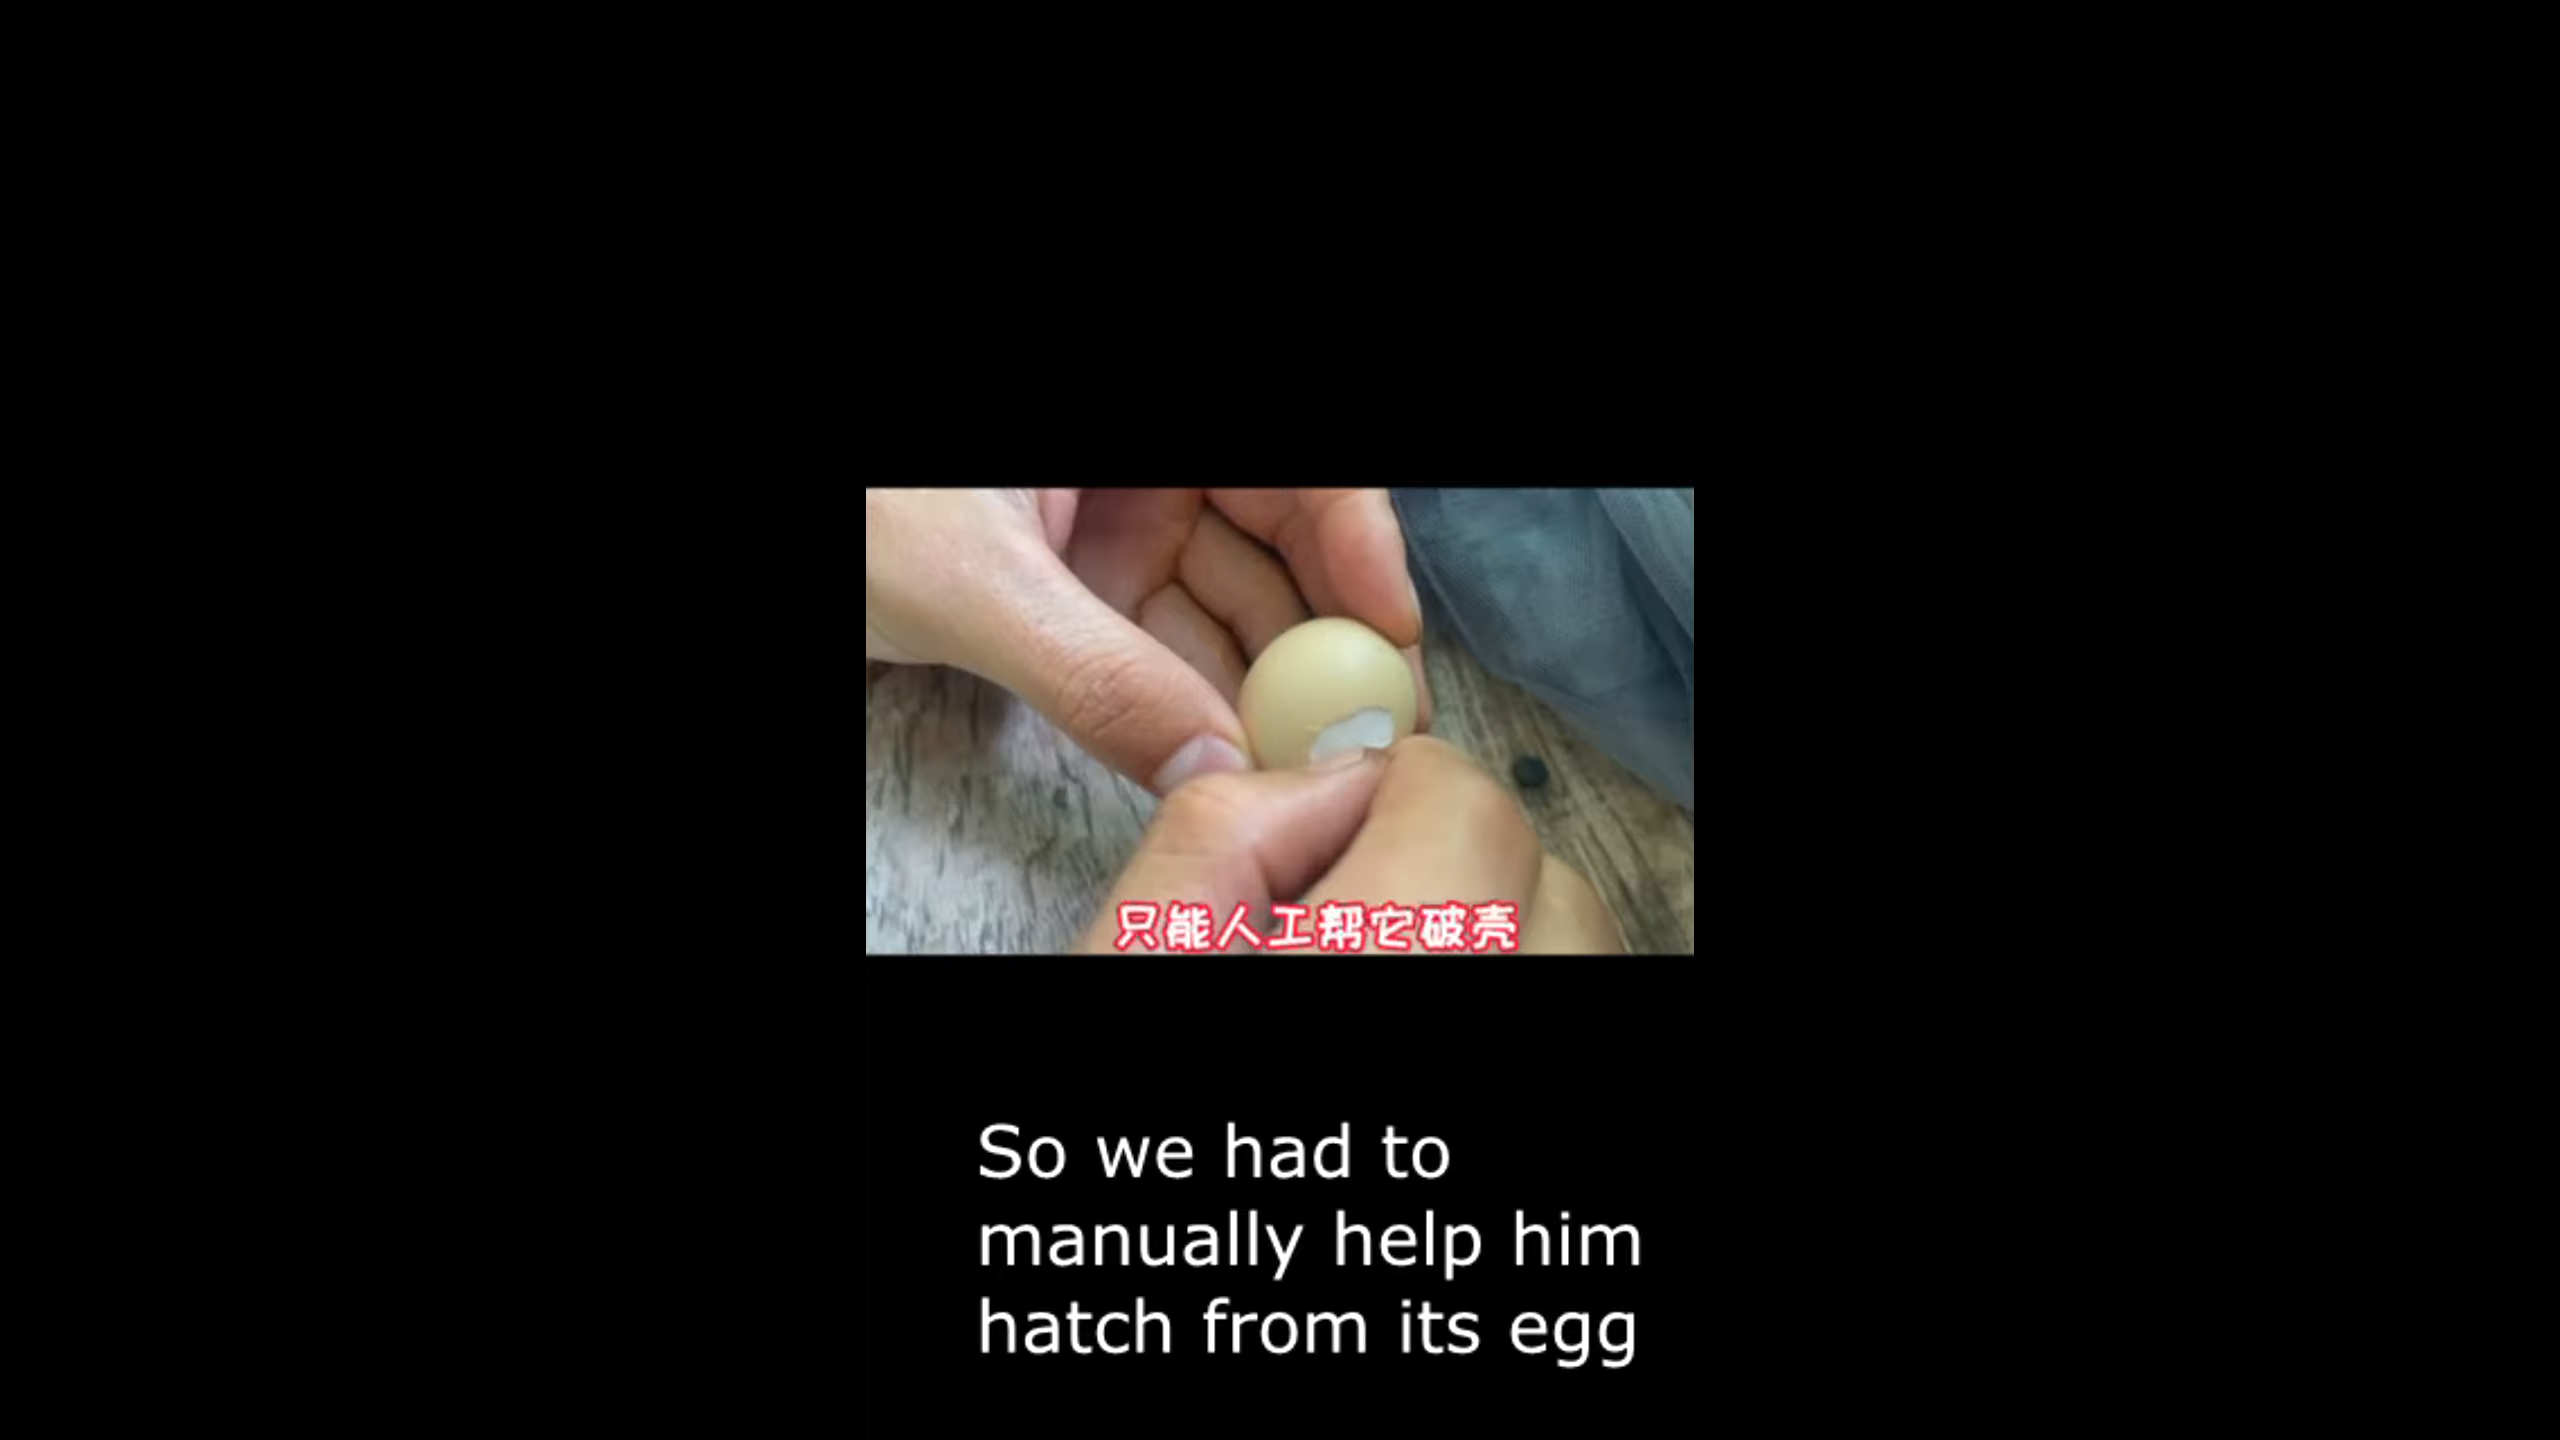 只能人工帮它破壳
So we had to
manually help him
hatch from its egg